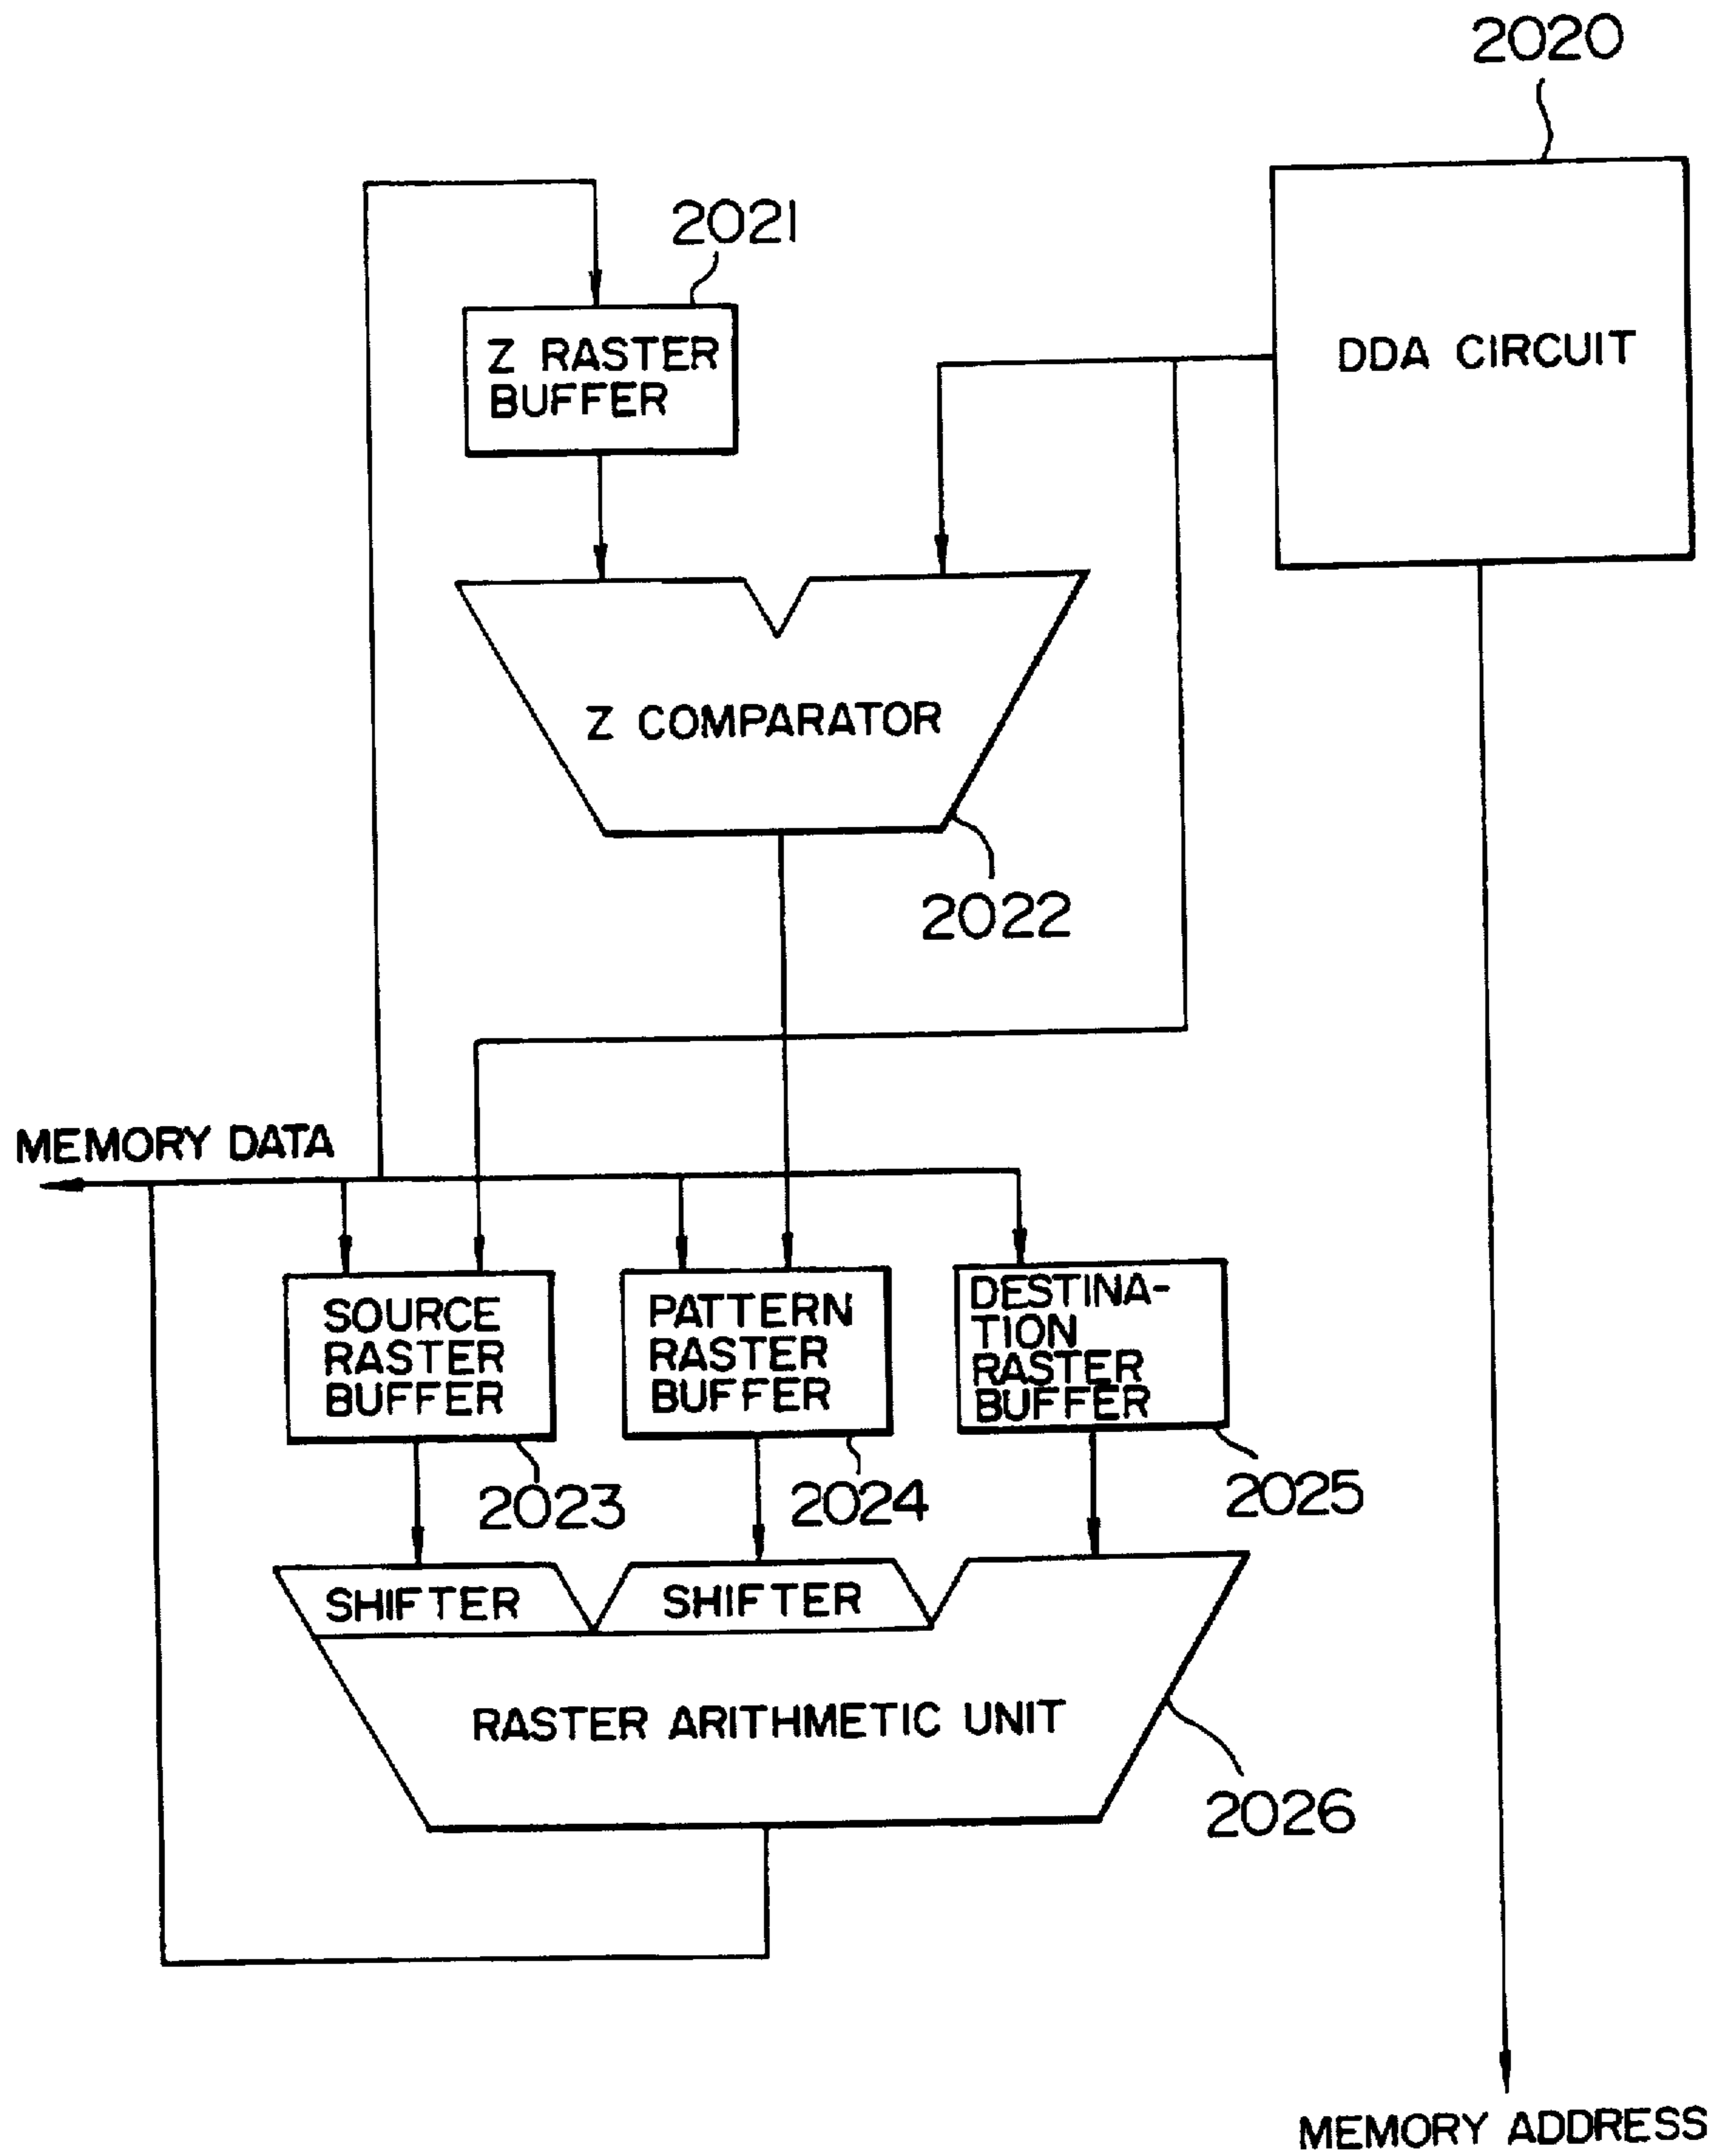 2020
2021
Z RASTER
BUFFER
DDA CIRCUIT
Z COMPARATOR
2022
MEMORY DATA
SOURCE
RASTER
BUFFER
PATTERN
RASTER
BUFFER
DESTINA-
TION
RASTER
BUFFER
2023
2024
2025
SHIFTER
SHIFTER
RASTER ARITHMETIC UNIT
2026
MEMORY ADDRESS